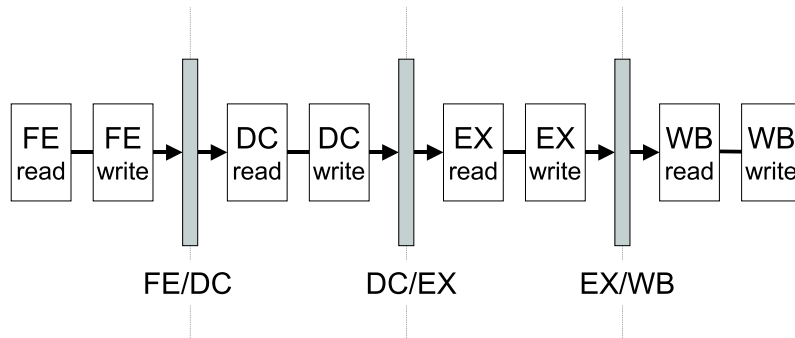 FE
read
FE
write
DC
read
DC
write
EX
read
EX
write
WB
read
WB
write
FE/DC
DC/EX
EX/WB